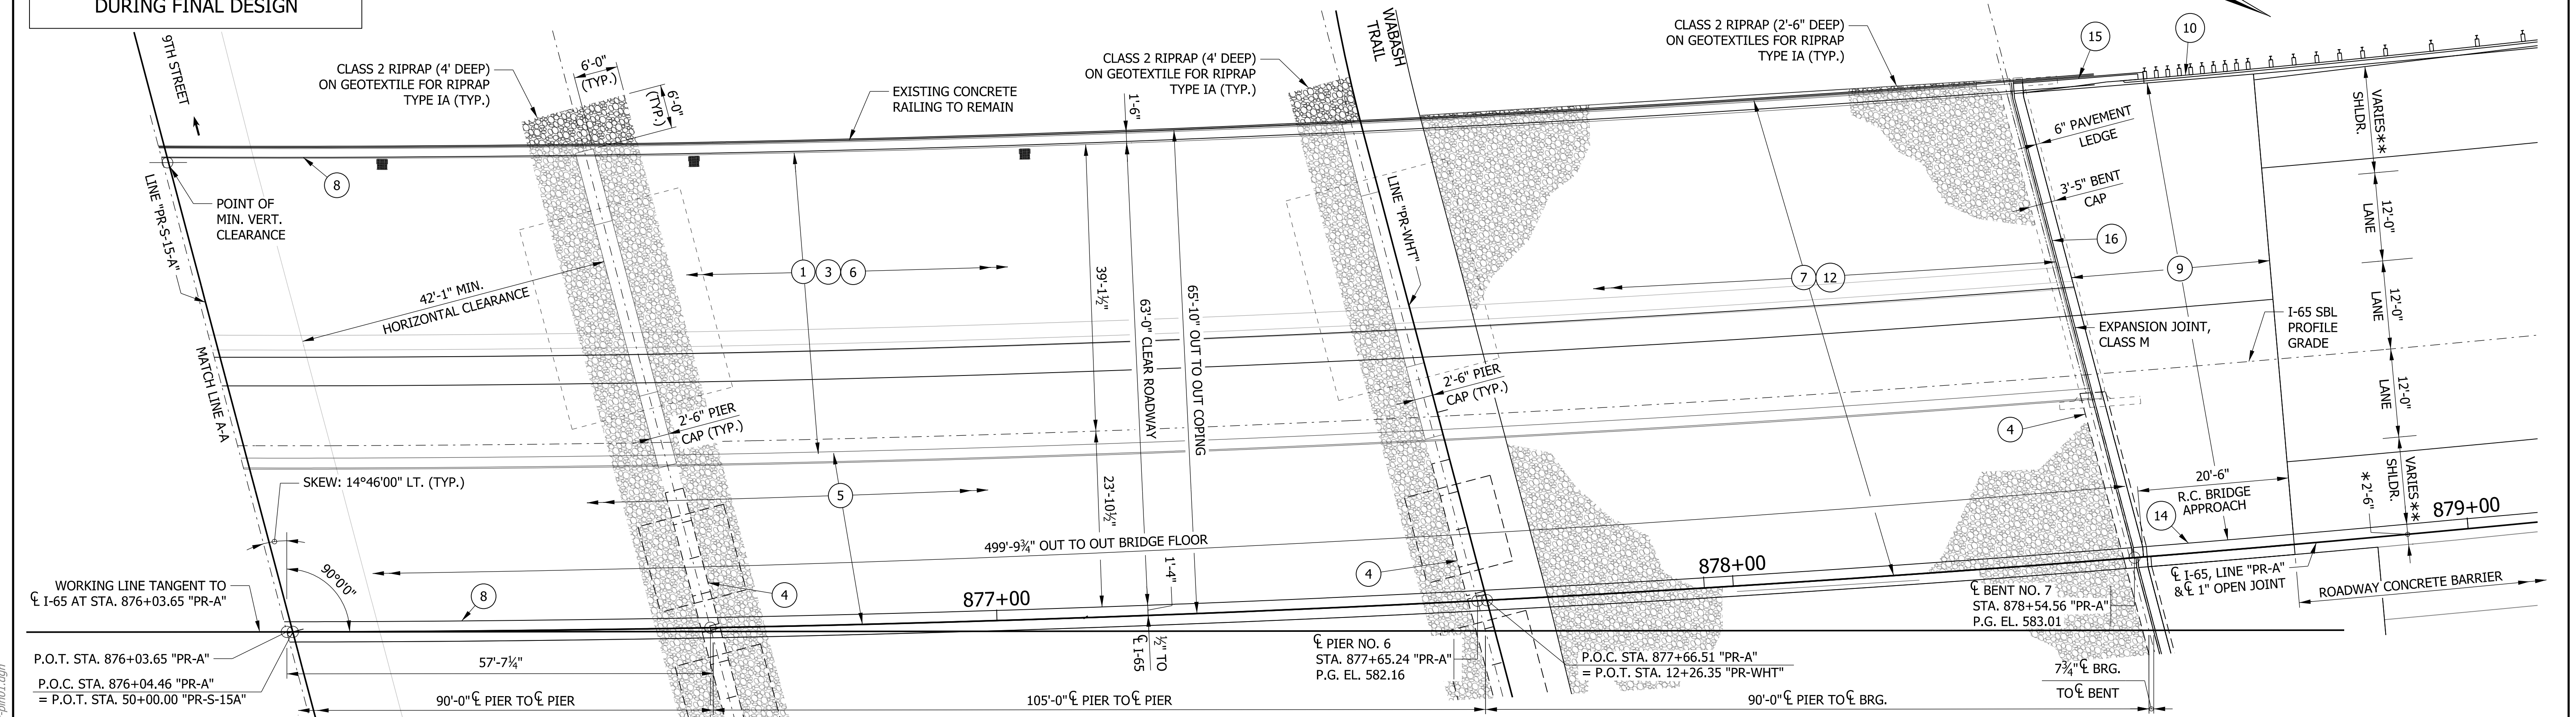 DURING FINAL DESIGN
9TH STREET
CLASS 2 RIPRAP (4' DEEP)
ON GEOTEXTILE FOR RIPRAP
TYPE IA (TYP.)
6'-0"
(TYP.)
6'-0"
(TYP.)
EXISTING CONCRETE
RAILING TO REMAIN
1'-6"
CLASS 2 RIPRAP (4' DEEP)
ON GEOTEXTILE FOR RIPRAP
TYPE IA (TYP.)
WABASH
TRAIL
CLASS 2 RIPRAP (2'-6" DEEP)
ON GEOTEXTILES FOR RIPRAP
TYPE IA (TYP.)
15
10
6" PAVEMENT
LEDGE
VARIES**
SHLDR.
8
LINE "PR-S-15-A"
POINT OF
MIN. VERT.
CLEARANCE
LINE "PR-WHT"
3'-5" BENT
CAP
12'-0"
LANE
16
42'-1" MIN.
HORIZONTAL CLEARANCE
1
3
6
39'-1½"
63'-0" CLEAR ROADWAY
65'-10" OUT TO OUT COPING
7
12
9
12'-0"
LANE
EXPANSION JOINT,
CLASS M
I-65 SBL
PROFILE
GRADE
MATCH LINE A-A
2'-6" PIER
CAP (TYP.)
2'-6" PIER
CAP (TYP.)
12'-0"
LANE
4
SKEW: 14°46'00" LT. (TYP.)
5
23'-10½"
20'-6"
R.C. BRIDGE
APPROACH
VARIES**
SHLDR.
*2'-6"
14
879+00
499'-9¾" OUT TO OUT BRIDGE FLOOR
90°0'0"
WORKING LINE TANGENT TO
℄ I-65 AT STA. 876+03.65 "PR-A"
8
4
877+00
1'-4"
4
878+00
℄ BENT NO. 7
STA. 878+54.56 "PR-A"
P.G. EL. 583.01
℄ I-65, LINE "PR-A"
& ℄ 1" OPEN JOINT
ROADWAY CONCRETE BARRIER
P.O.T. STA. 876+03.65 "PR-A"
57'-7¼"
½" TO
℄ I-65
℄ PIER NO. 6
STA. 877+65.24 "PR-A"
P.G. EL. 582.16
P.O.C. STA. 877+66.51 "PR-A"
= P.O.T. STA. 12+26.35 "PR-WHT"
7¾" ℄ BRG.
TO ℄ BENT
P.O.C. STA. 876+04.46 "PR-A"
= P.O.T. STA. 50+00.00 "PR-S-15A"
90'-0" ℄ PIER TO ℄ PIER
105'-0" ℄ PIER TO ℄ PIER
90'-0" ℄ PIER TO ℄ BRG.